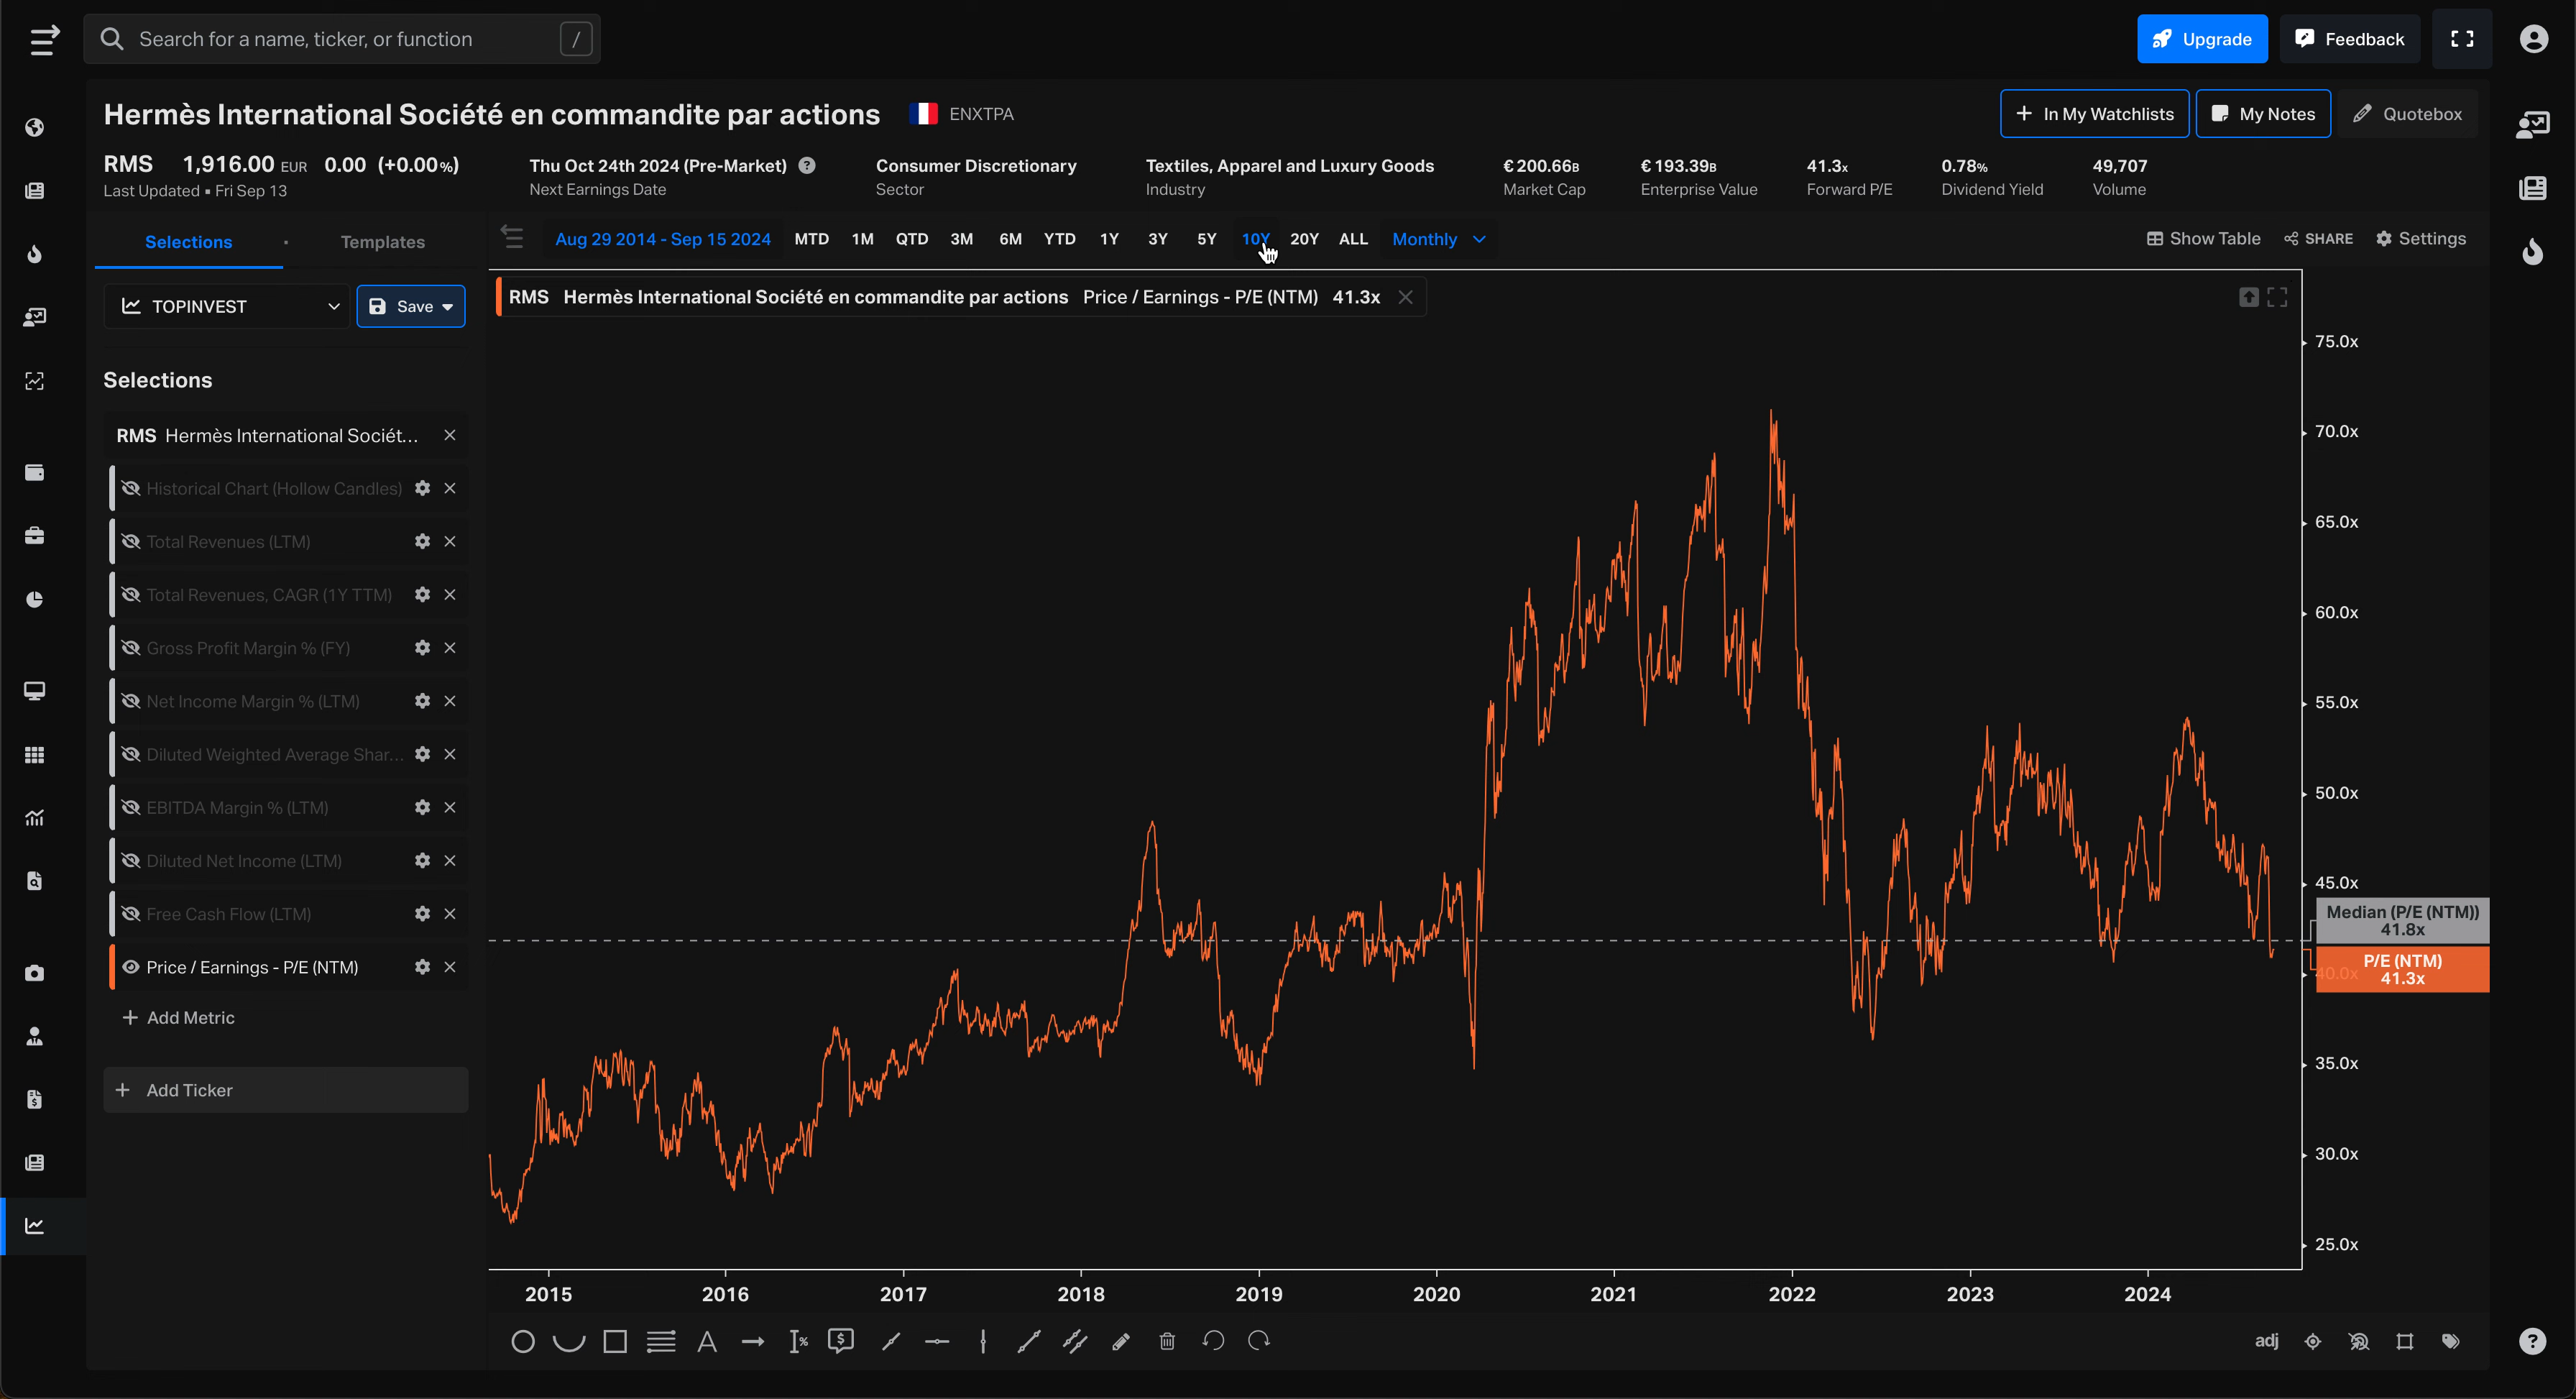 Search for a name, ticker, or function /
Upgrade Feedback
Hermès International Société en commandite par actions ENXTPA
In My Watchlists My Notes Quotebox
RMS 1,916.00 EUR 0.00 (+0.00%)
Last Updated ▪ Fri Sep 13
Thu Oct 24th 2024 (Pre-Market) ?
Next Earnings Date
Consumer Discretionary
Sector
Textiles, Apparel and Luxury Goods
Industry
€200.66B
Market Cap
€193.39B
Enterprise Value
41.3x
Forward P/E
0.78%
Dividend Yield
49,707
Volume
Selections · Templates
Aug 29 2014 - Sep 15 2024 MTD 1M QTD 3M 6M YTD 1Y 3Y 5Y 10Y 20Y ALL Monthly
Show Table SHARE Settings
TOPINVEST Save
Selections
RMS Hermès International Sociét...
Historical Chart (Hollow Candles)
Total Revenues (LTM)
Total Revenues, CAGR (1Y TTM)
Gross Profit Margin % (FY)
Net Income Margin % (LTM)
Diluted Weighted Average Shar...
EBITDA Margin % (LTM)
Diluted Net Income (LTM)
Free Cash Flow (LTM)
Price / Earnings - P/E (NTM)
+ Add Metric
+ Add Ticker
RMS Hermès International Société en commandite par actions Price / Earnings - P/E (NTM) 41.3x
75.0x
70.0x
65.0x
60.0x
55.0x
50.0x
45.0x
Median (P/E (NTM))
41.8x
P/E (NTM)
40.0x
41.3x
35.0x
30.0x
25.0x
2015 2016 2017 2018 2019 2020 2021 2022 2023 2024
adj
?